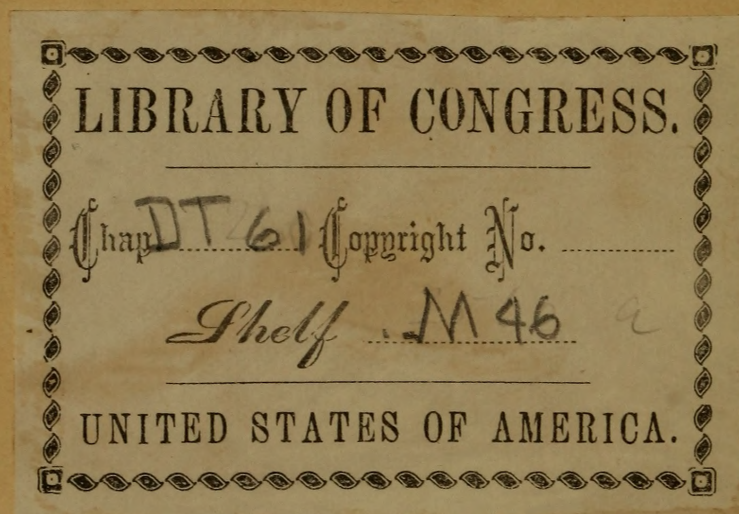 LIBRARY OF CONGRESS.
Chap DT 61 Copyright No.
Shelf .M46 a
UNITED STATES OF AMERICA.